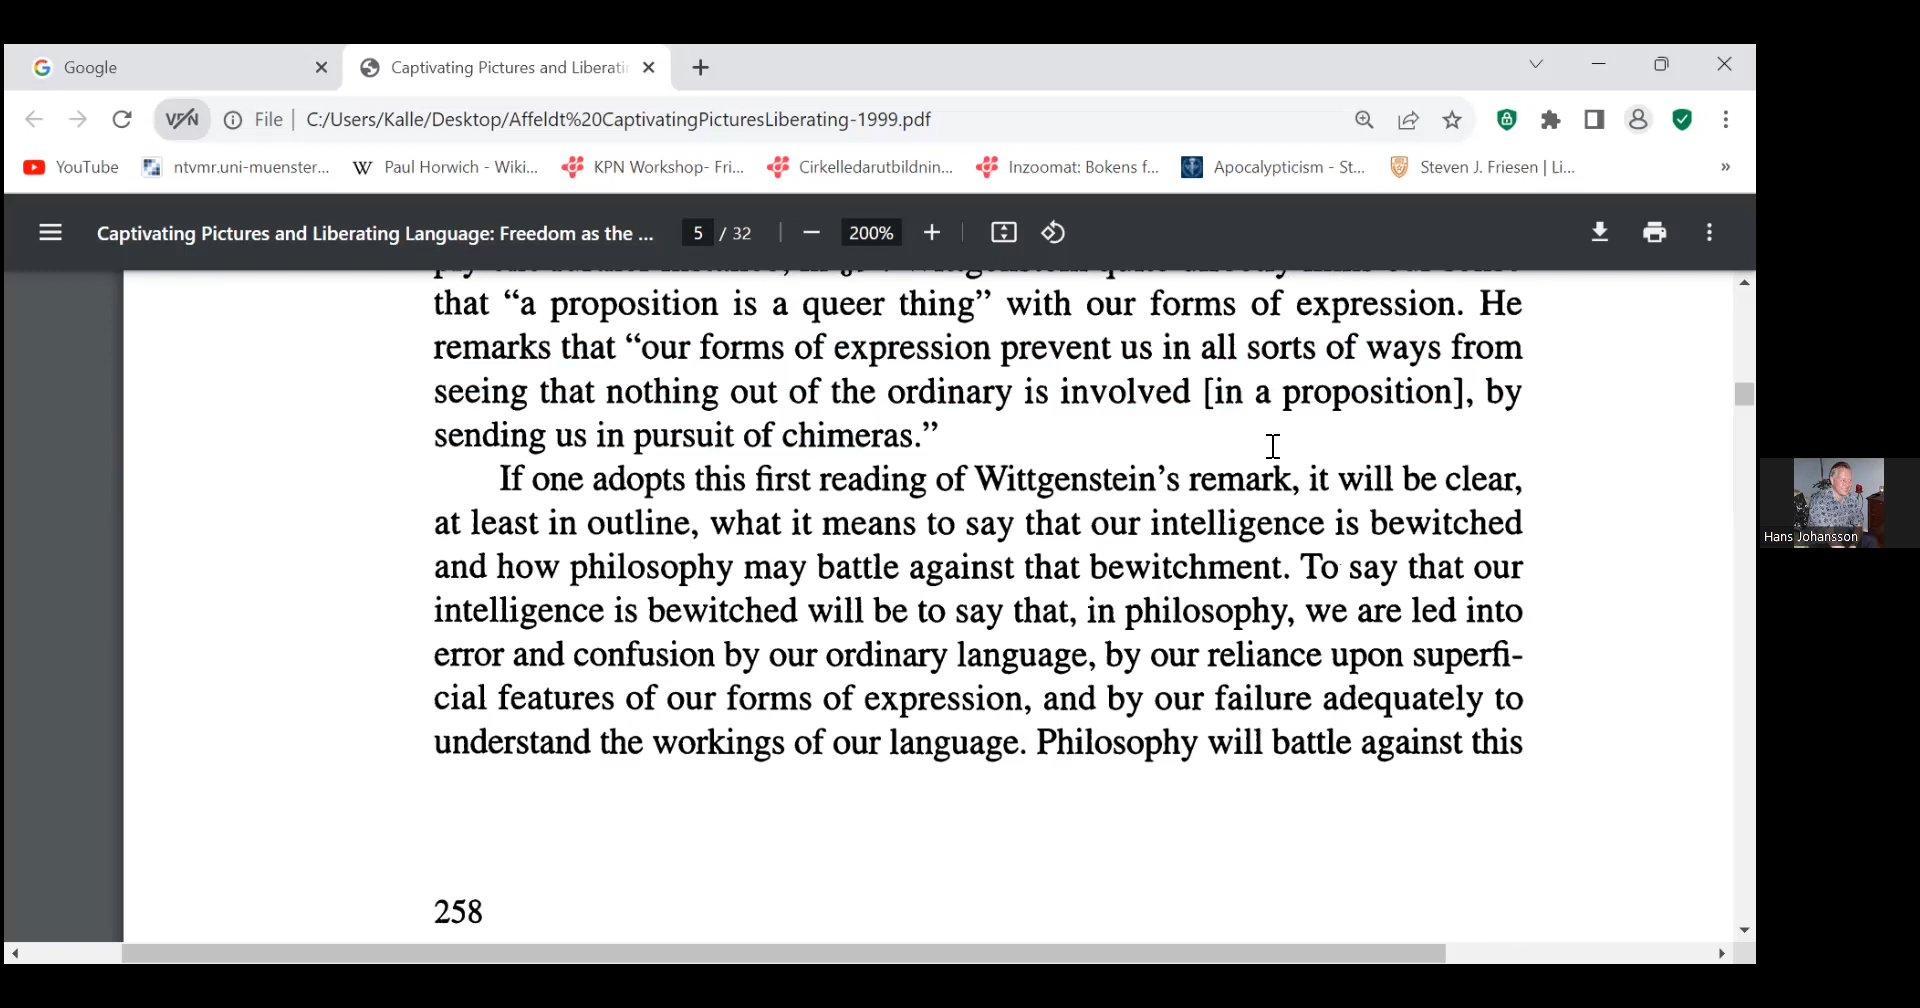 Google
Captivating Pictures and Liberatir
File
C:/Users/Kalle/Desktop/Affeldt%20CaptivatingPicturesLiberating-1999.pdf
YouTube
ntvmr.uni-muenster...
Paul Horwich - Wiki...
KPN Workshop- Fri...
Cirkelledarutbildnin...
Inzoomat: Bokens f...
Apocalypticism - St...
Steven J. Friesen | Li...
»
Captivating Pictures and Liberating Language: Freedom as the ...
5 / 32
200%
that “a proposition is a queer thing” with our forms of expression. He
remarks that “our forms of expression prevent us in all sorts of ways from
seeing that nothing out of the ordinary is involved [in a proposition], by
sending us in pursuit of chimeras.”
If one adopts this first reading of Wittgenstein’s remark, it will be clear,
at least in outline, what it means to say that our intelligence is bewitched
and how philosophy may battle against that bewitchment. To say that our
intelligence is bewitched will be to say that, in philosophy, we are led into
error and confusion by our ordinary language, by our reliance upon superfi-
cial features of our forms of expression, and by our failure adequately to
understand the workings of our language. Philosophy will battle against this
258
Hans Johansson